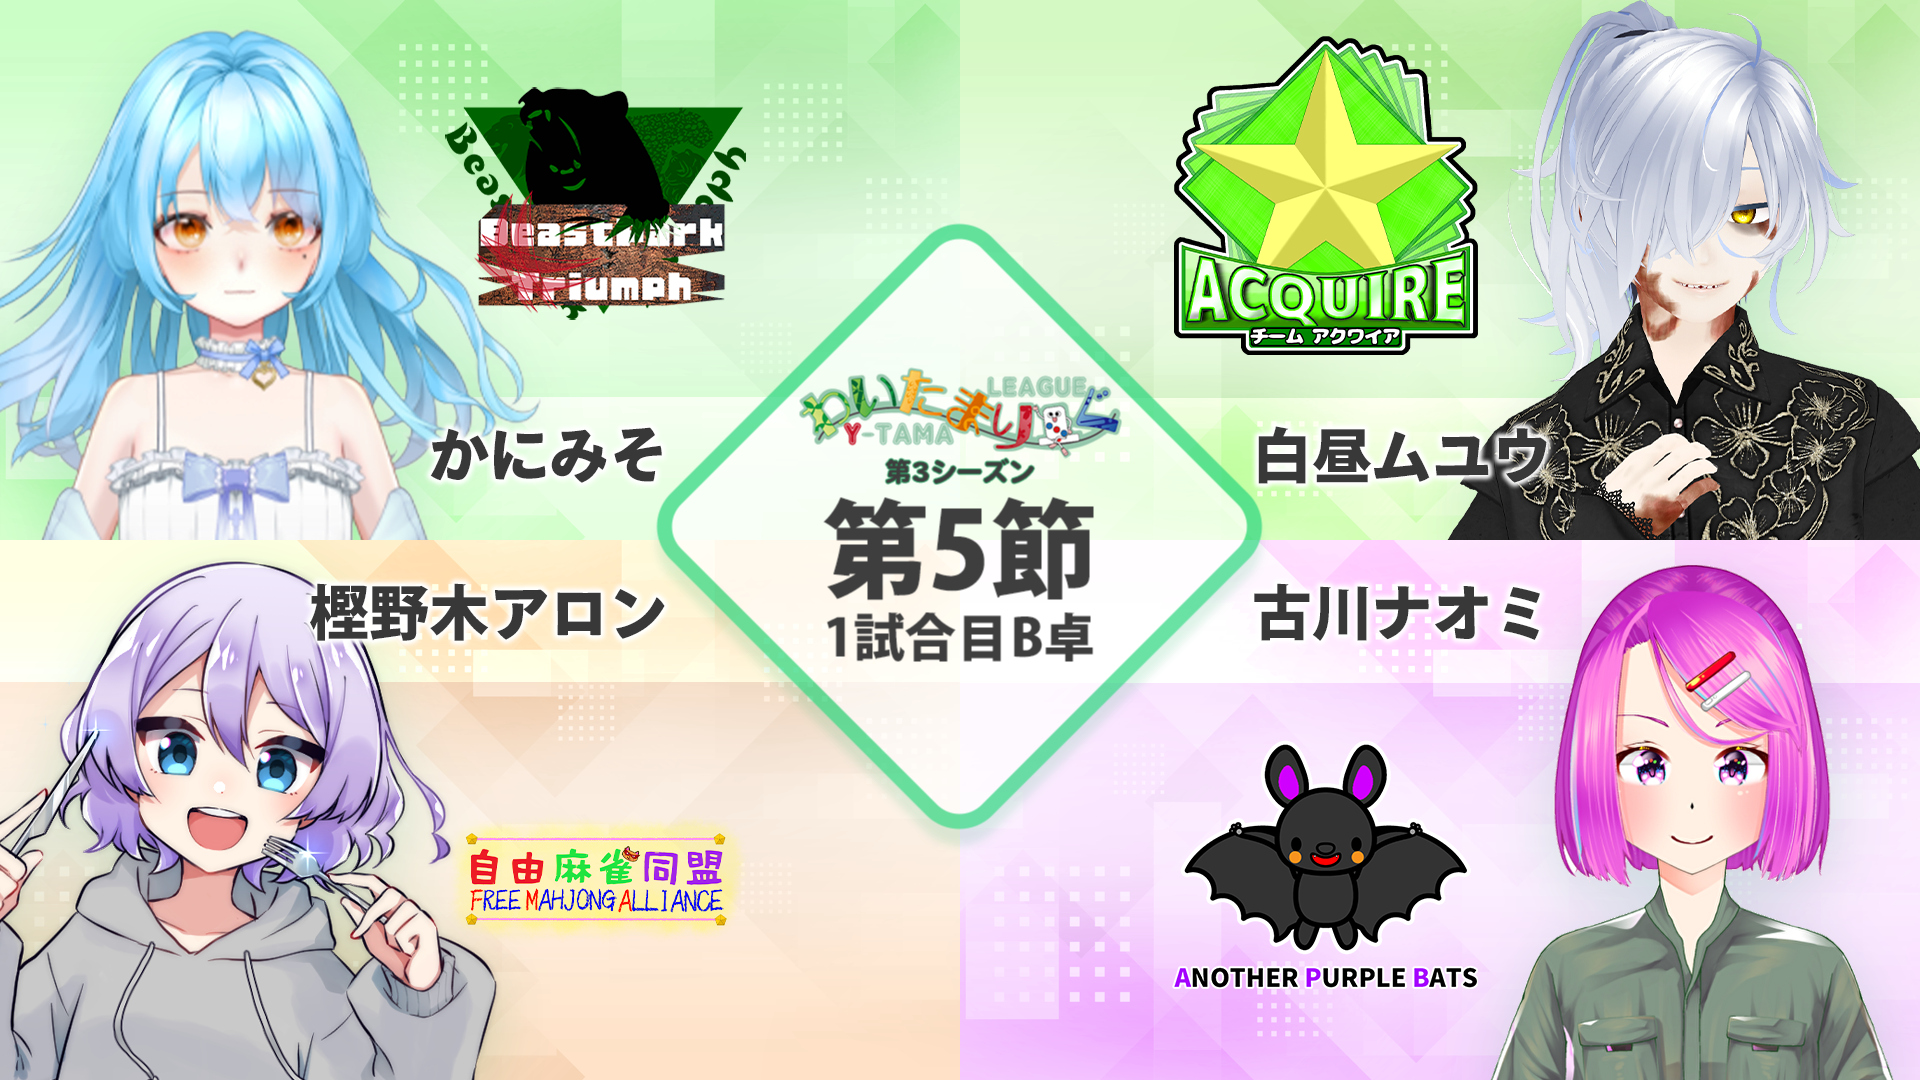 Beastwork
Triumph
かにみそ
ACQUIRE
チーム アクワイア
白昼ムユウ
わいたまりーぐ
LEAGUE
Y-TAMA
第3シーズン
第5節
1試合目B卓
樫野木アロン
自由麻雀同盟
FREE MAHJONG ALLIANCE
古川ナオミ
ANOTHER PURPLE BATS